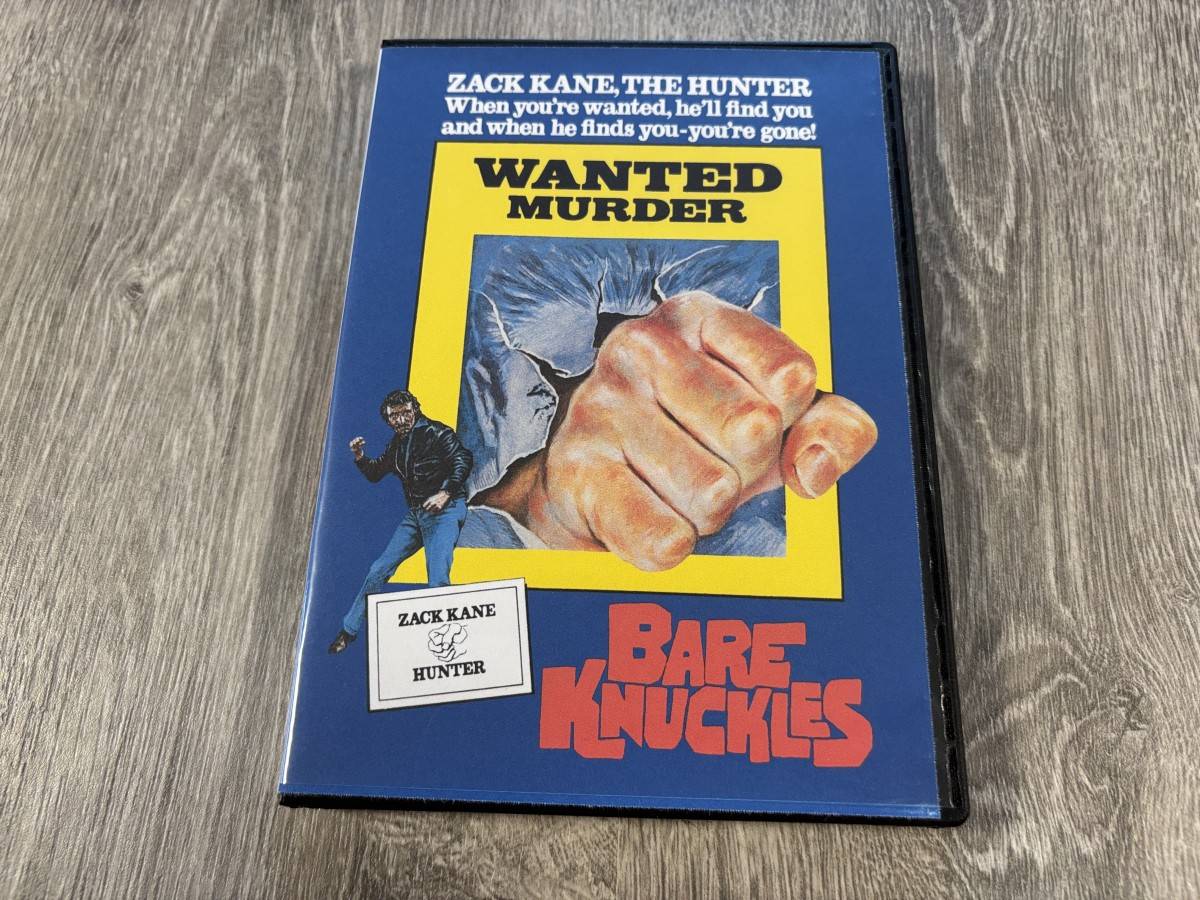 ZACK KANE, THE HUNTER
When you're wanted, he'll find you
and when he finds you-you're gone!
WANTED
MURDER
ZACK KANE
HUNTER
BARE
KNUCKLES